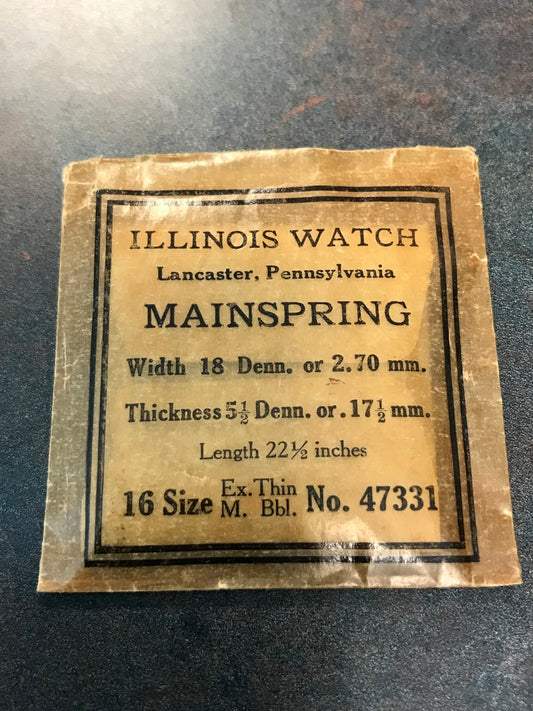 ILLINOIS WATCH
Lancaster, Pennsylvania
MAINSPRING
Width 18 Denn. or 2.70 mm.
Thickness 5½ Denn. or .17½ mm.
Length 22½ inches
16 Size Ex. Thin M. Bbl. No. 47331